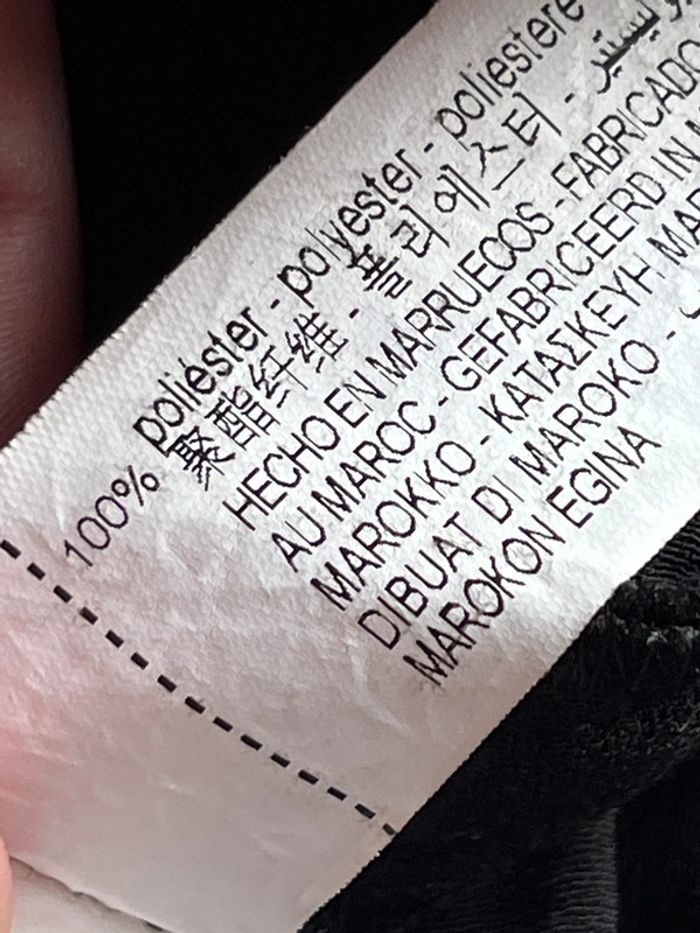 100% poliéster - polyester - poliestere
聚酯纤维 - 폴리에스터 - بوليستر
HECHO EN MARRUECOS - FABRICADO
AU MAROC - GEFABRICEERD IN
MAROKKO - ΚΑΤΑΣΚΕΥΗ
DIBUAT DI MAROKO -
MAROKON EGINA